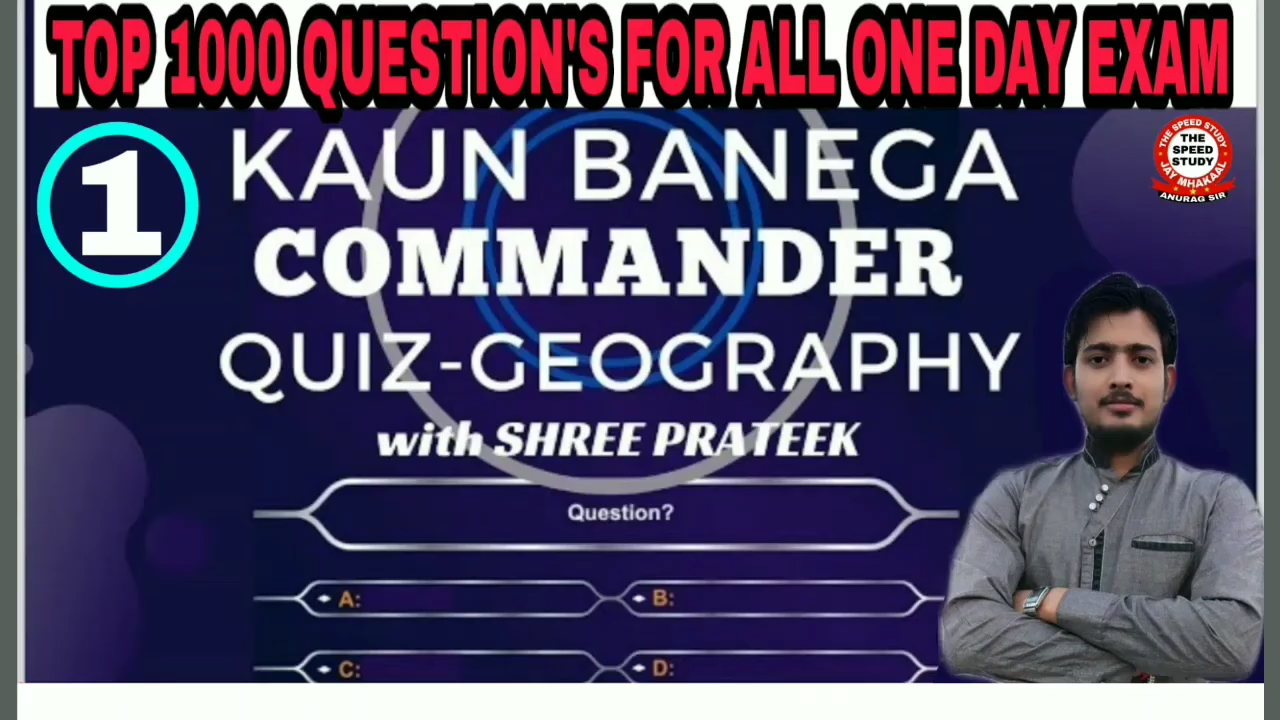 TOP 1000 QUESTION'S FOR ALL ONE DAY EXAM
1
KAUN BANEGA
COMMANDER
QUIZ-GEOGRAPHY
with SHREE PRATEEK
Question?
A:
B:
C:
D:
THE SPEED STUDY
THE
SPEED
STUDY
JAY MHAKAAL
ANURAG SIR